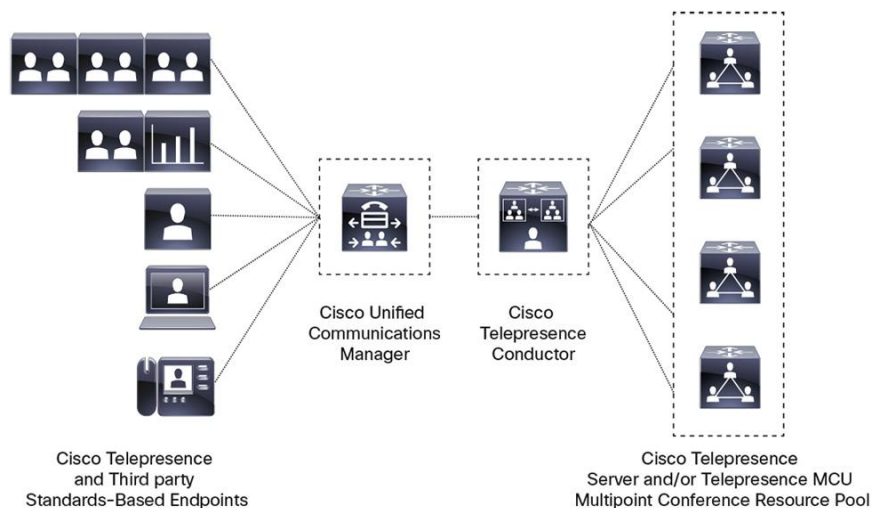 Cisco Unified
Communications
Manager
Cisco
Telepresence
Conductor
Cisco Telepresence
and Third party
Standards-Based Endpoints
Cisco Telepresence
Server and/or Telepresence MCU
Multipoint Conference Resource Pool